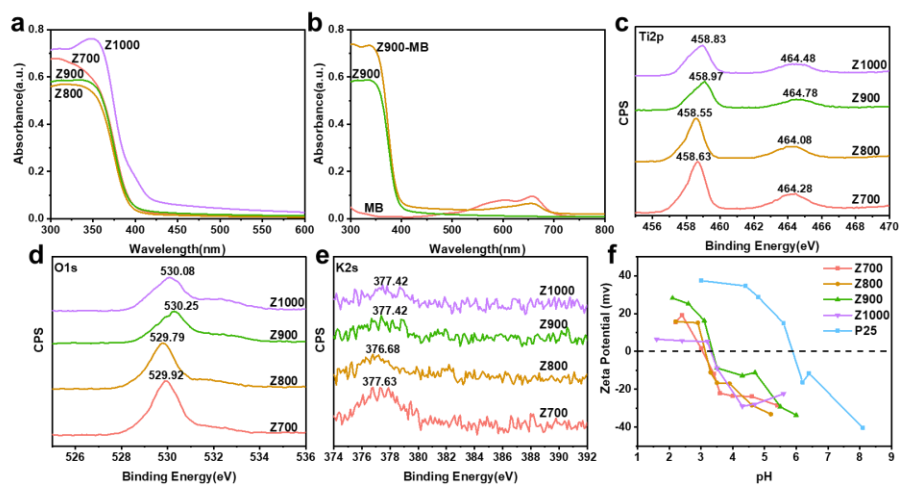 a
Absorbance(a.u.)
0.8
0.6
0.4
0.2
0.0
Z1000
Z700
Z900
Z800
300 350 400 450 500 550 600
Wavelength(nm)
b
Absorbance(a.u.)
0.8
0.6
0.4
0.2
0.0
Z900-MB
Z900
MB
300 400 500 600 700 800
Wavelength(nm)
c
Ti2p
CPS
458.83
464.48
Z1000
458.97
464.78
Z900
458.55
464.08
Z800
458.63
464.28
Z700
456 458 460 462 464 466 468 470
Binding Energy(eV)
d
O1s
CPS
530.08
Z1000
530.25
Z900
529.79
Z800
529.92
Z700
526 528 530 532 534 536
Binding Energy(eV)
e
K2s
CPS
377.42
Z1000
377.42
Z900
376.68
Z800
377.63
Z700
374 376 378 380 382 384 386 388 390 392
Binding Energy(eV)
f
Zeta Potential (mv)
40
20
0
-20
-40
Z700
Z800
Z900
Z1000
P25
1 2 3 4 5 6 7 8 9
pH